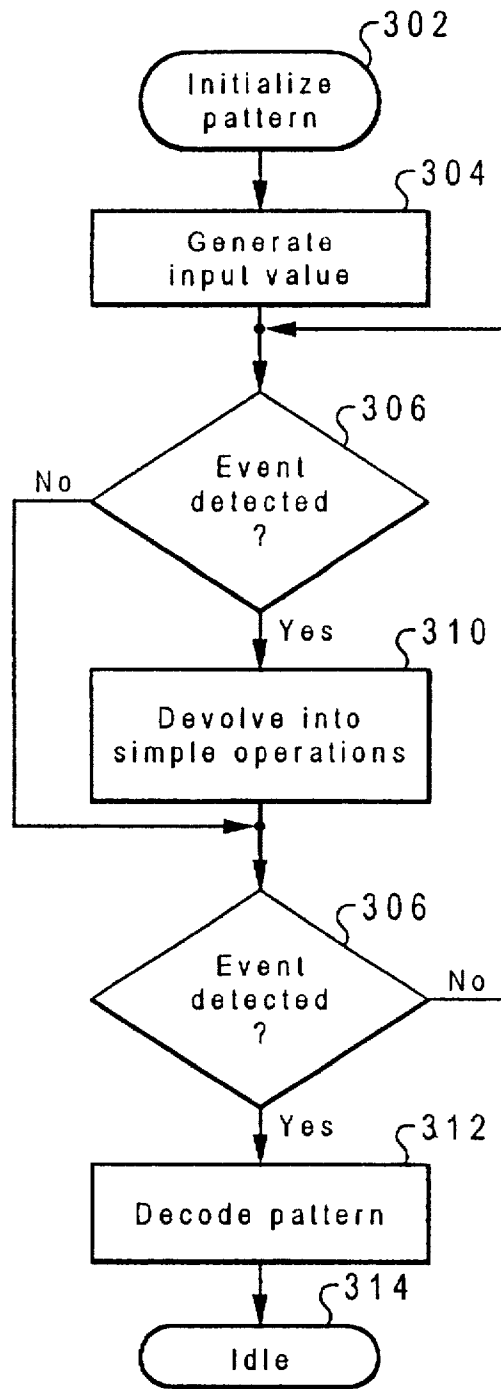 302
Initialize
pattern
304
Generate
input value
306
Event
detected
?
No
Yes
310
Devolve into
simple operations
306
Event
detected
?
No
Yes
312
Decode pattern
314
Idle